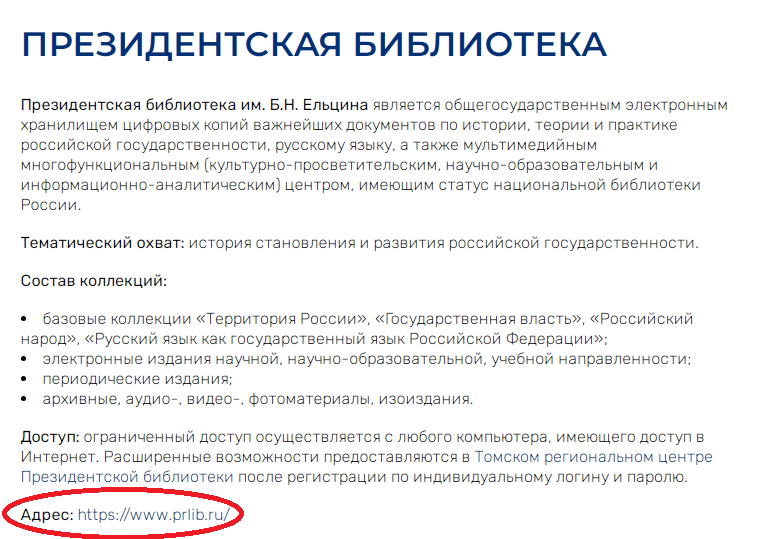 ПРЕЗИДЕНТСКАЯ БИБЛИОТЕКА
Президентская библиотека им. Б.Н. Ельцина является общегосударственным электронным
хранилищем цифровых копий важнейших документов по истории, теории и практике
российской государственности, русскому языку, а также мультимедийным
многофункциональным (культурно-просветительским, научно-образовательным и
информационно-аналитическим) центром, имеющим статус национальной библиотеки
России.
Тематический охват: история становления и развития российской государственности.
Состав коллекций:
• базовые коллекции «Территория России», «Государственная власть», «Российский
народ», «Русский язык как государственный язык Российской Федерации»;
• электронные издания научной, научно-образовательной, учебной направленности;
• периодические издания;
• архивные, аудио-, видео-, фотоматериалы, изоиздания.
Доступ: ограниченный доступ осуществляется с любого компьютера, имеющего доступ в
Интернет. Расширенные возможности предоставляются в Томском региональном центре
Президентской библиотеки после регистрации по индивидуальному логину и паролю.
Адрес: https://www.prlib.ru/